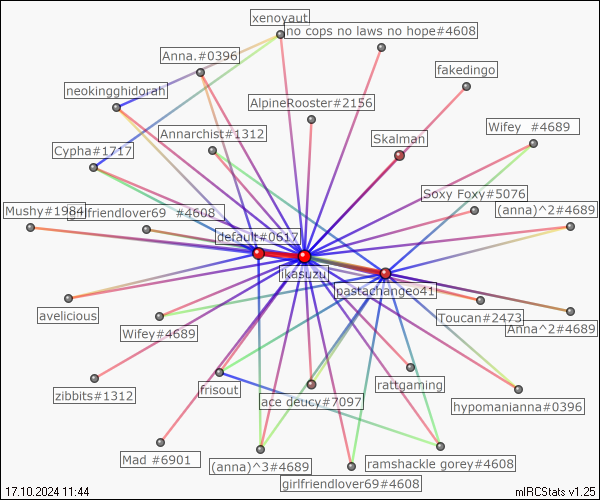 xenoyaut
no cops no laws no hope#4608
Anna.#0396
fakedingo
neokingghidorah
AlpineRooster#2156
Annarchist#1312
Wifey  #4689
Skalman
Cypha#1717
Soxy Foxy#5076
Mushy#1984
girlfriendlover69  #4608
(anna)^2#4689
default#0617
ikasuzu
pastachangeo41
avelicious
Toucan#2473
Wifey#4689
Anna^2#4689
zibbits#1312
frisout
rattgaming
ace deucy#7097
hypomanianna#0396
Mad #6901
(anna)^3#4689
ramshackle gorey#4608
girlfriendlover69#4608
17.10.2024 11:44
mIRCStats v1.25